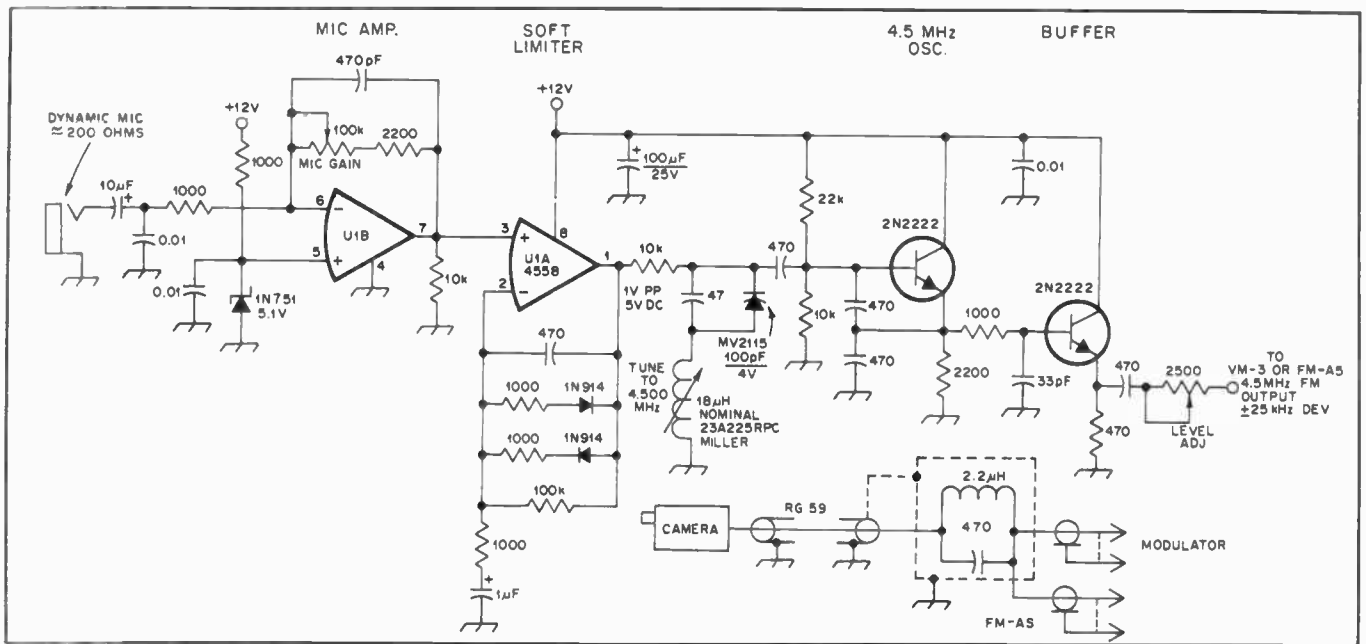 MIC AMP.
SOFT
LIMITER
4.5 MHz
OSC.
BUFFER
DYNAMIC MIC
≈ 200 OHMS
10µF
+
1000
0.01
0.01
+12V
1000
1N751
5.1V
470pF
100k
MIC GAIN
2200
6
−
5
+
U1B
7
4
10k
+12V
8
3
+
2
−
U1A
4558
1
+
100µF
25V
10k
1V PP
5V DC
470
1000
1N914
1000
1N914
100k
1000
+
1µF
47
MV2115
100pF
4V
TUNE
TO
4.500
MHz
18µH
NOMINAL
23A225RPC
MILLER
470
22k
10k
470
470
2N2222
2200
1000
33pF
0.01
2N2222
470
470
2500
LEVEL
ADJ
TO
VM-3 OR FM-A5
4.5MHz FM
OUTPUT
±25kHz DEV
CAMERA
RG 59
2.2µH
470
MODULATOR
FM-A5